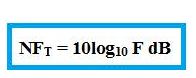 NFT = 10log10 F dB